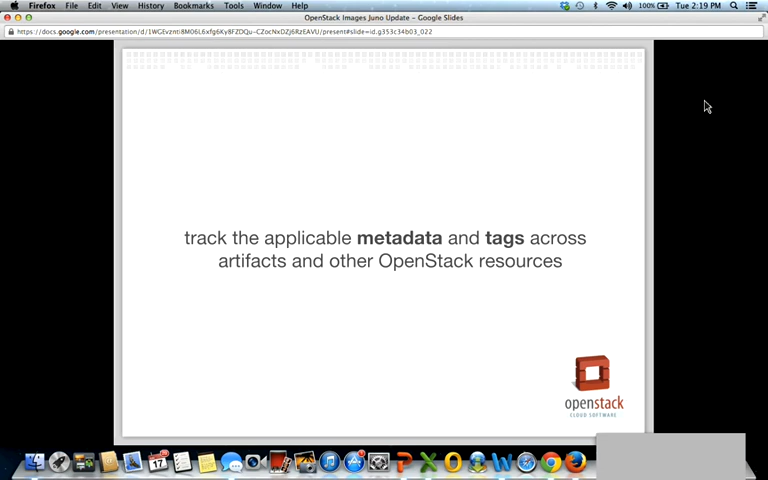 Firefox File Edit View History Bookmarks Tools Window Help 100% Tue 2:19 PM
OpenStack Images Juno Update - Google Slides
track the applicable metadata and tags across
artifacts and other OpenStack resources
openstack
CLOUD SOFTWARE
17